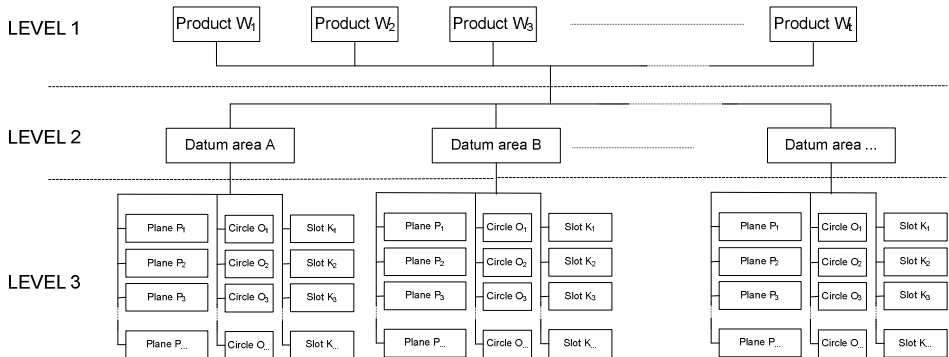 LEVEL 1
Product W₁ Product W₂ Product W₃ Product Wₜ
LEVEL 2
Datum area A Datum area B Datum area ...
LEVEL 3
Plane P₁ Circle O₁ Slot K₁ Plane P₁ Circle O₁ Slot K₁ Plane P₁ Circle O₁ Slot K₁
Plane P₂ Circle O₂ Slot K₂ Plane P₂ Circle O₂ Slot K₂ Plane P₂ Circle O₂ Slot K₂
Plane P₃ Circle O₃ Slot K₃ Plane P₃ Circle O₃ Slot K₃ Plane P₃ Circle O₃ Slot K₃
Plane P... Circle O... Slot K... Plane P... Circle O... Slot K... Plane P... Circle O... Slot K...